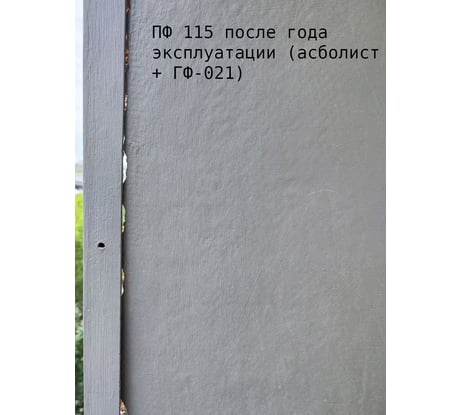 ПФ 115 после года
эксплуатации (асболист
+ ГФ-021)